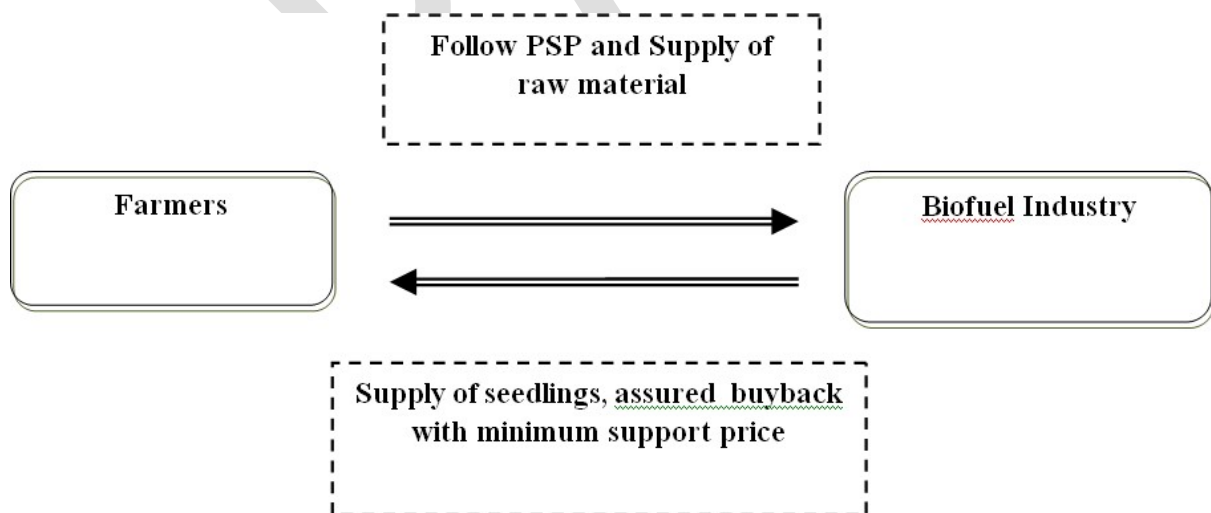 Follow PSP and Supply of
raw material
Farmers
Biofuel Industry
Supply of seedlings, assured buyback
with minimum support price